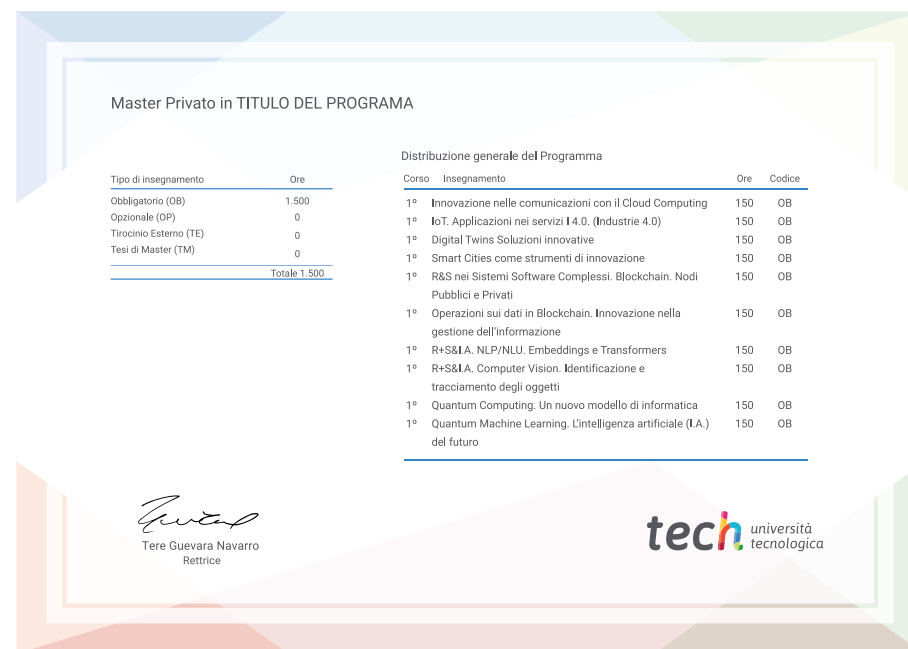 Master Privato in TITULO DEL PROGRAMA
Tipo di insegnamento Ore
Obbligatorio (OB) 1.500
Opzionale (OP) 0
Tirocinio Esterno (TE) 0
Tesi di Master (TM) 0
Totale 1.500
Distribuzione generale del Programma
Corso Insegnamento Ore Codice
1º Innovazione nelle comunicazioni con il Cloud Computing 150 OB
1º IoT. Applicazioni nei servizi I 4.0. (Industrie 4.0) 150 OB
1º Digital Twins Soluzioni innovative 150 OB
1º Smart Cities come strumenti di innovazione 150 OB
1º R&S nei Sistemi Software Complessi. Blockchain. Nodi 150 OB
Pubblici e Privati
1º Operazioni sui dati in Blockchain. Innovazione nella 150 OB
gestione dell'informazione
1º R+S&I.A. NLP/NLU. Embeddings e Transformers 150 OB
1º R+S&I.A. Computer Vision. Identificazione e 150 OB
tracciamento degli oggetti
1º Quantum Computing. Un nuovo modello di informatica 150 OB
1º Quantum Machine Learning. L'intelligenza artificiale (I.A.) 150 OB
del futuro
Tere Guevara Navarro
Rettrice
tech università
tecnologica